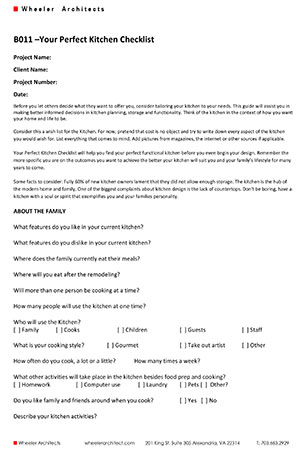 Wheeler Architects
B011 –Your Perfect Kitchen Checklist
Project Name:
Client Name:
Project Number:
Date:
Before you let others decide what they want to offer you, consider tailoring your kitchen to your needs. This guide will assist you in
making better informed decisions in kitchen planning, storage and functionality. Think of the kitchen in the context of how you want
your home and life to be.
Consider this a wish list for the Kitchen. For now, pretend that cost is no object and try to write down every aspect of the kitchen
you would wish for. List everything that comes to mind. Add pictures from magazines, the internet or other sources if applicable.
Your Perfect Kitchen Checklist will help you find your perfect functional kitchen before you even begin your design. Remember the
more specific you are on the outcomes you want to achieve the better your kitchen will suit you and your family's lifestyle for many years
to come.
Some facts to consider. Fully 60% of new kitchen owners lament that they did not allow enough storage. The kitchen is the hub of
the modern home and family. One of the biggest complaints about kitchen design is the lack of countertops. Don't be boring, have a
kitchen with a soul or spirit that exemplifies you and your families personality.
ABOUT THE FAMILY
What features do you like in your current kitchen?
What features do you dislike in your current kitchen?
Where does the family currently eat their meals?
Where will you eat after the remodeling?
Will more than one person be cooking at a time?
How many people will use the kitchen at one time?
Who will use the Kitchen?
[ ] Family [ ] Cooks [ ] Children [ ] Guests [ ] Staff
What is your cooking style? [ ] Gourmet [ ] Take out artist [ ] Other
How often do you cook, a lot or a little? How many times a week?
What other activities will take place in the kitchen besides food prep and cooking?
[ ] Homework [ ] Computer use [ ] Laundry [ ] Pets [ ] Other?
Do you like family and friends around when you cook? [ ] Yes [ ] No
Describe your kitchen activities?
Wheeler Architects wheelerarchitect.com 201 King St. Suite 303 Alexandria, VA 22314 T. 703.683.2929